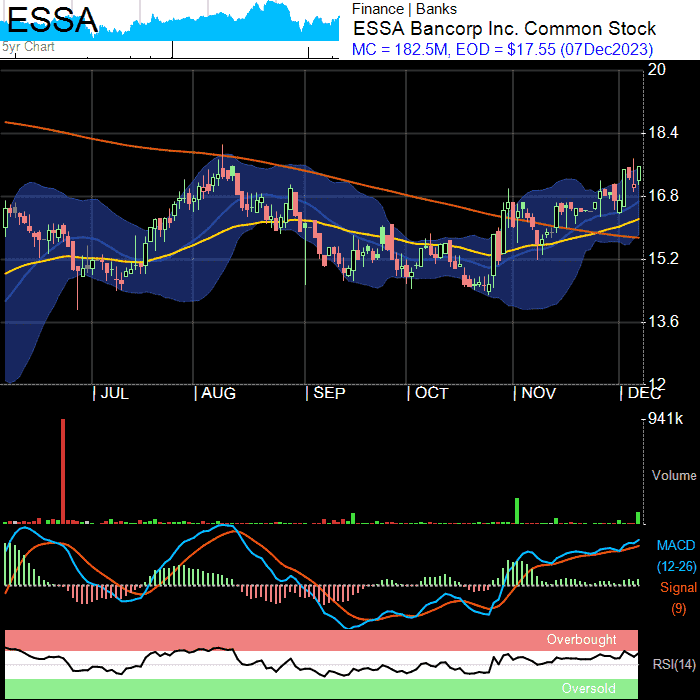 ESSA
5yr Chart
Finance | Banks
ESSA Bancorp Inc. Common Stock
MC = 182.5M, EOD = $17.55 (07Dec2023)
20
18.4
16.8
15.2
13.6
12
| JUL | AUG | SEP | OCT | NOV | DEC
941k
Volume
MACD
(12-26)
Signal
(9)
Overbought
RSI(14)
Oversold